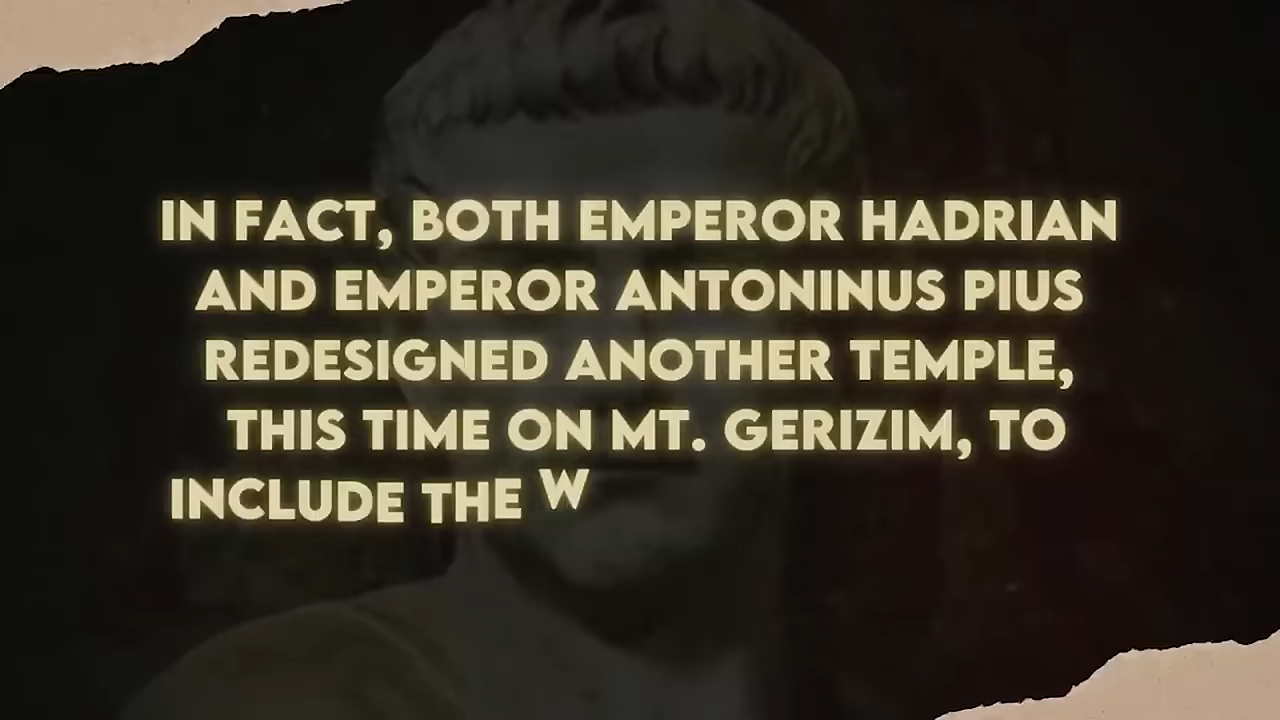 IN FACT, BOTH EMPEROR HADRIAN
AND EMPEROR ANTONINUS PIUS
REDESIGNED ANOTHER TEMPLE,
THIS TIME ON MT. GERIZIM, TO
INCLUDE THE W